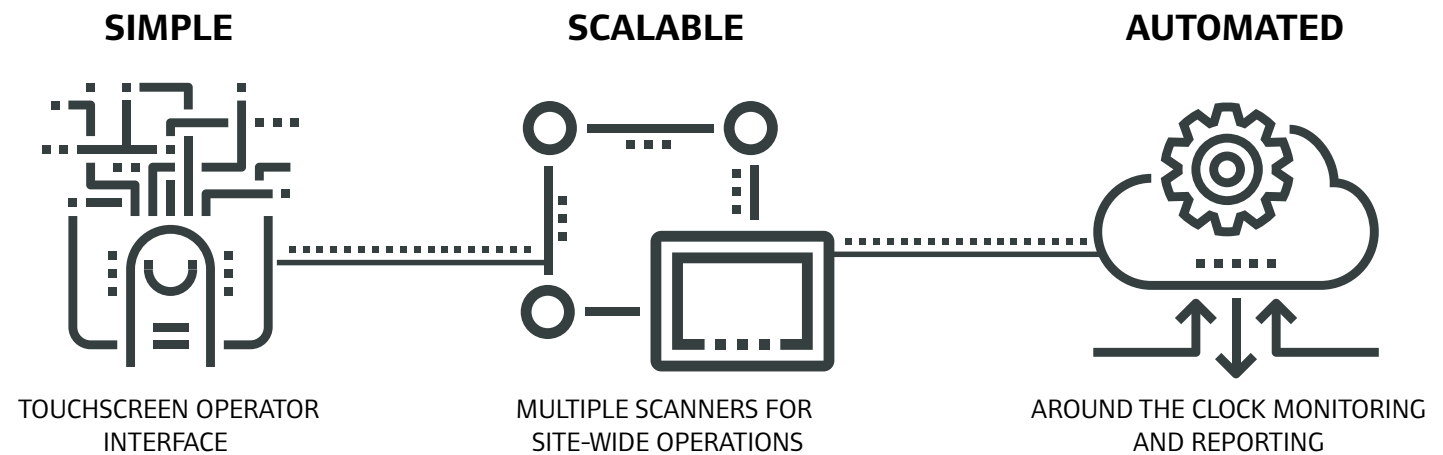 SIMPLE
TOUCHSCREEN OPERATOR
INTERFACE
SCALABLE
MULTIPLE SCANNERS FOR
SITE-WIDE OPERATIONS
AUTOMATED
AROUND THE CLOCK MONITORING
AND REPORTING